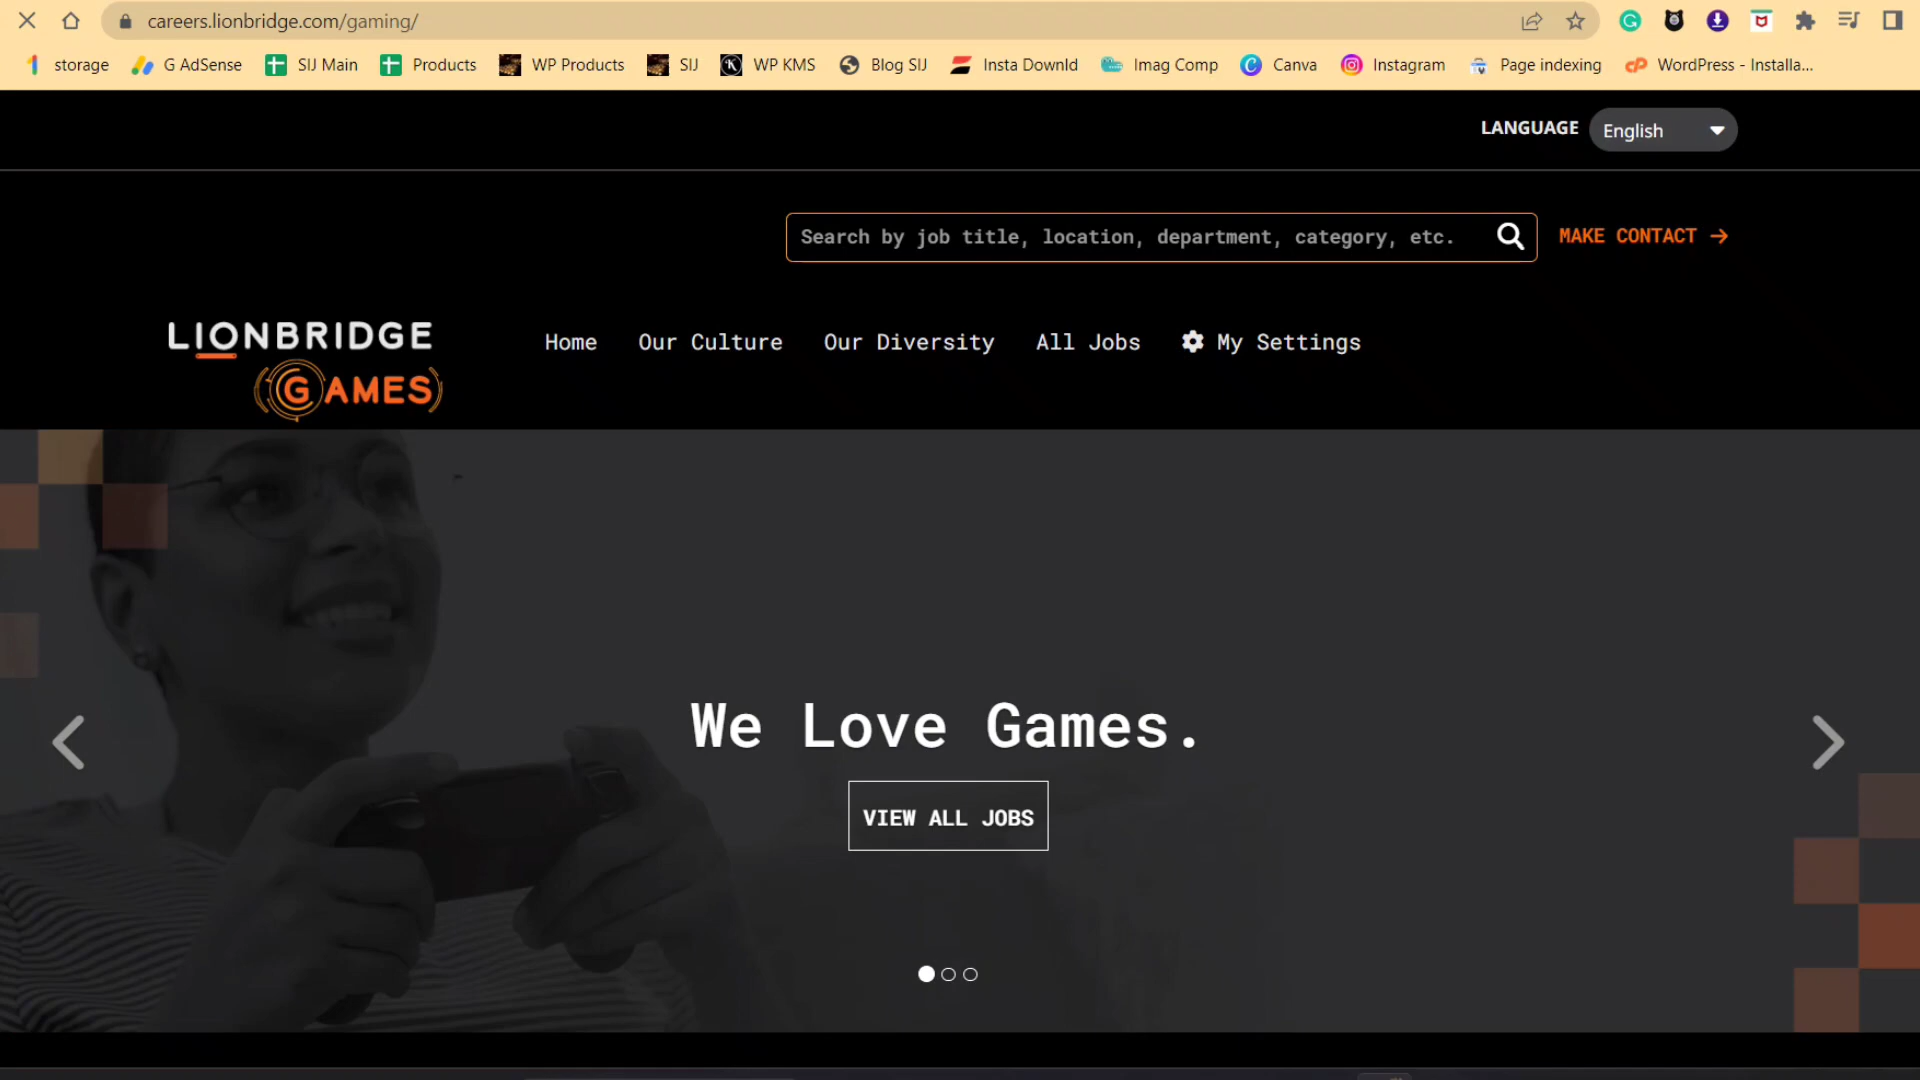 careers.lionbridge.com/gaming/
storage G AdSense SIJ Main Products WP Products SIJ WP KMS Blog SIJ Insta Downld Imag Comp Canva Instagram Page indexing WordPress - Installa...
LANGUAGE English
Search by job title, location, department, category, etc. MAKE CONTACT →
LIONBRIDGE
GAMES
Home Our Culture Our Diversity All Jobs My Settings
We Love Games.
VIEW ALL JOBS